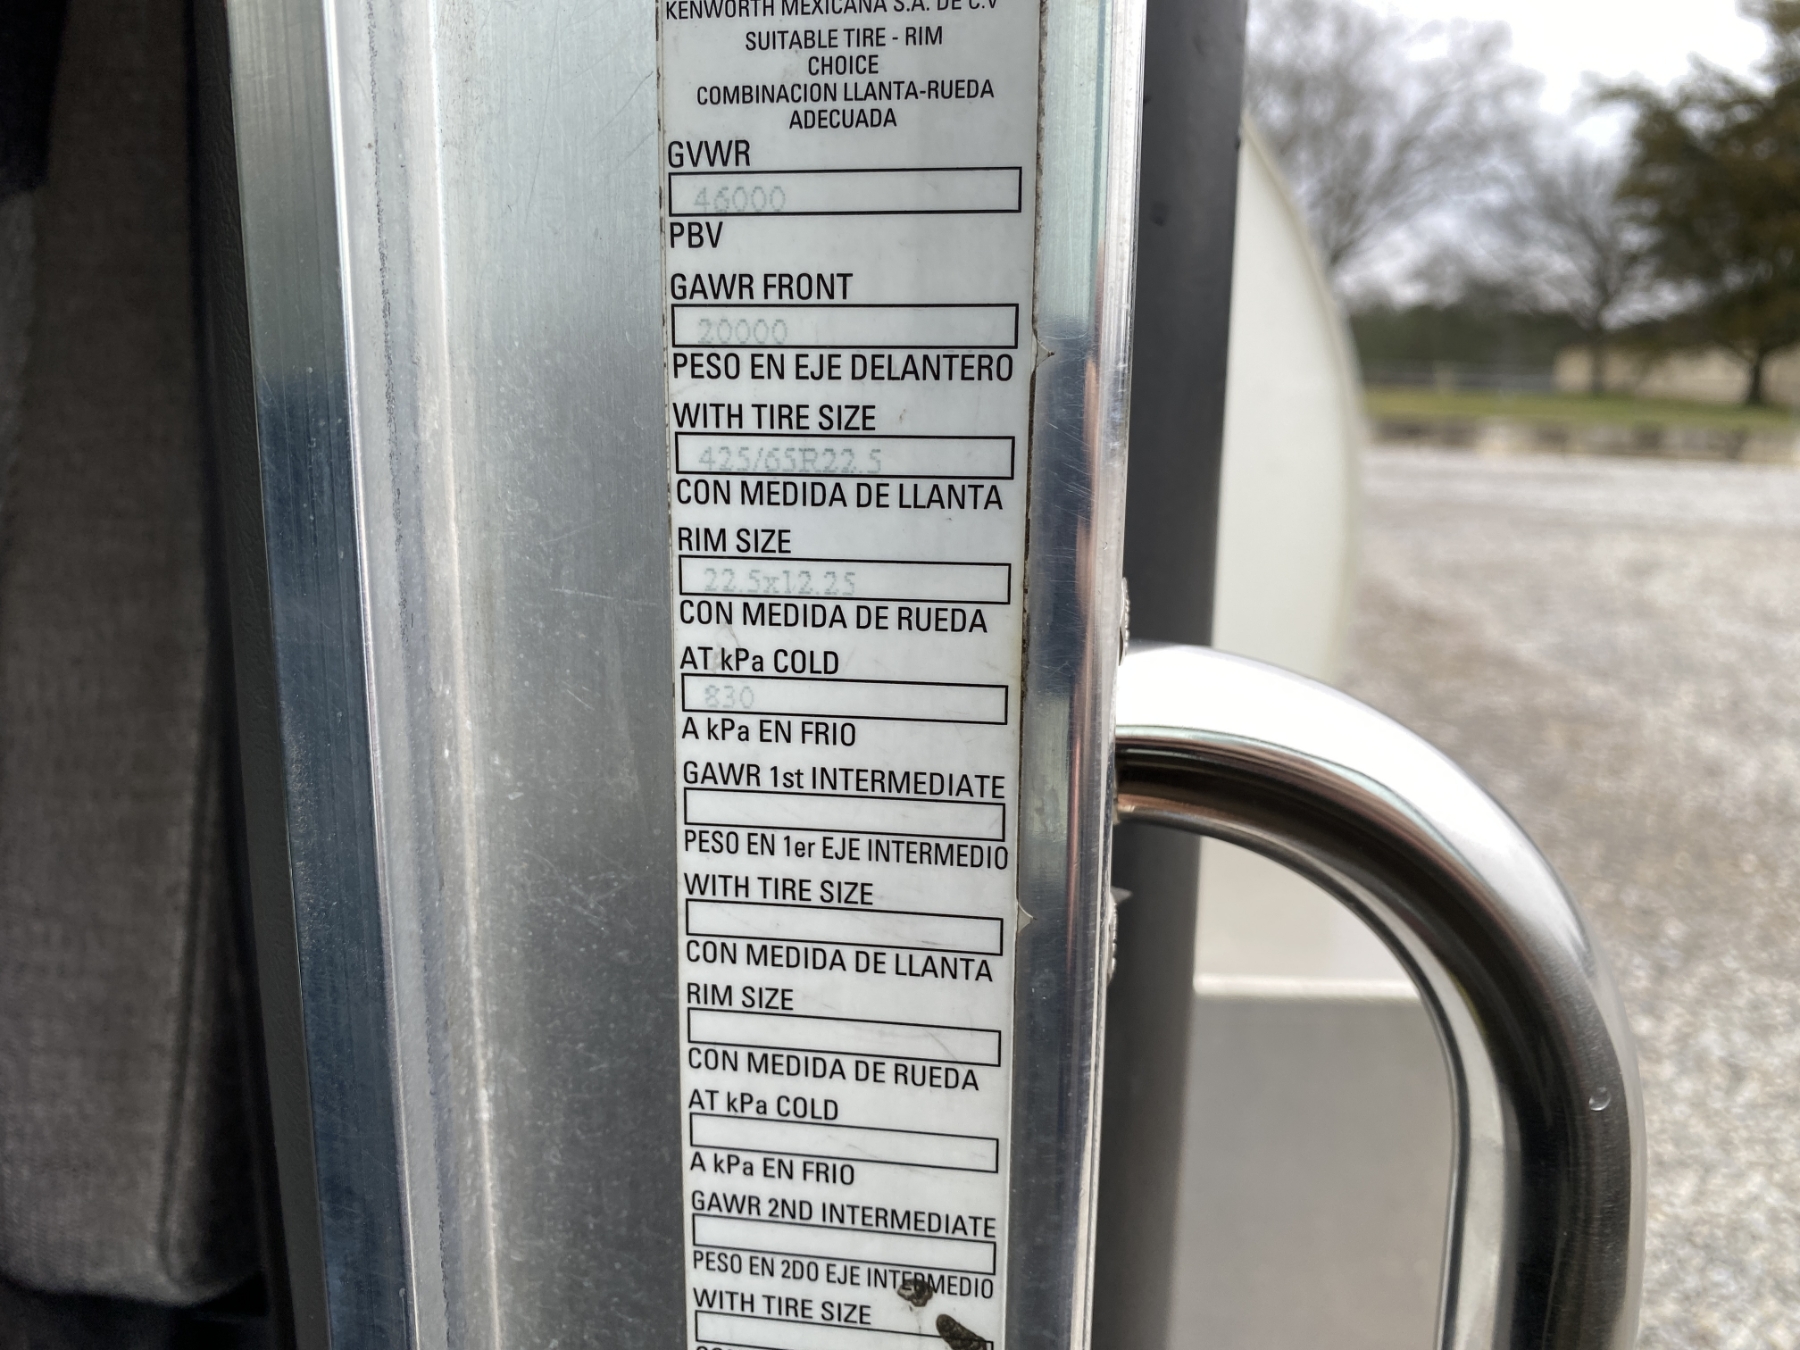 KENWORTH MEXICANA S.A. DE C.V
SUITABLE TIRE - RIM
CHOICE
COMBINACION LLANTA-RUEDA
ADECUADA
GVWR
46000
PBV
GAWR FRONT
20000
PESO EN EJE DELANTERO
WITH TIRE SIZE
425/65R22.5
CON MEDIDA DE LLANTA
RIM SIZE
22.5x12.25
CON MEDIDA DE RUEDA
AT kPa COLD
830
A kPa EN FRIO
GAWR 1st INTERMEDIATE
PESO EN 1er EJE INTERMEDIO
WITH TIRE SIZE
CON MEDIDA DE LLANTA
RIM SIZE
CON MEDIDA DE RUEDA
AT kPa COLD
A kPa EN FRIO
GAWR 2ND INTERMEDIATE
PESO EN 2DO EJE INTERMEDIO
WITH TIRE SIZE